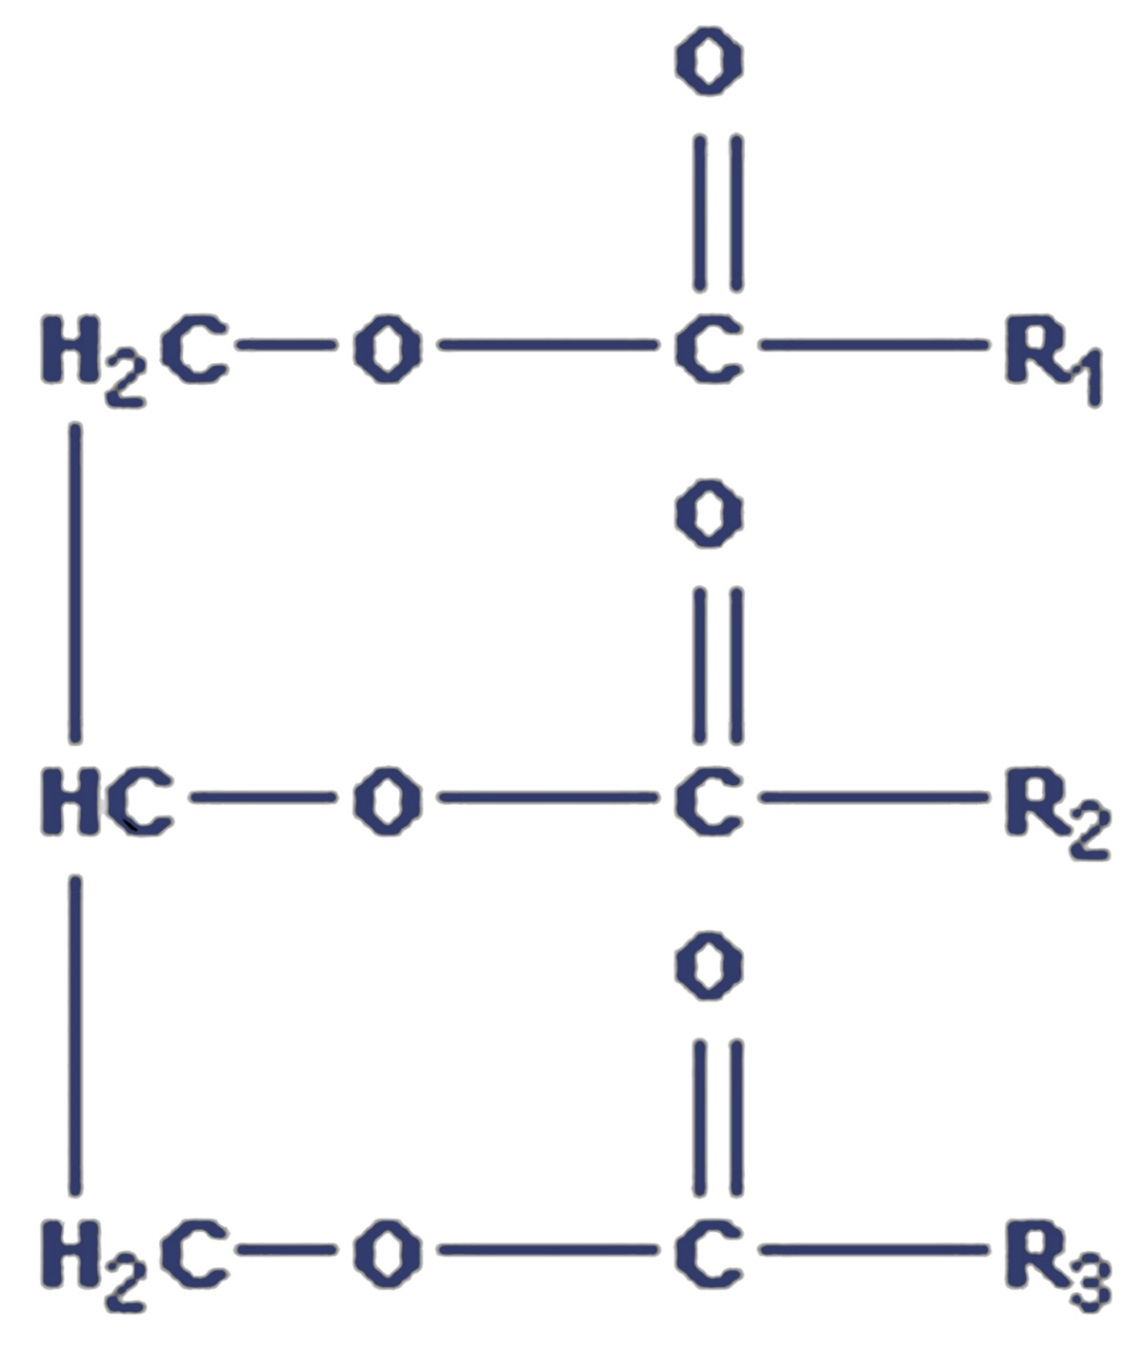 O
H₂C O C R₁
O
HC O C R₂
O
H₂C O C R₃